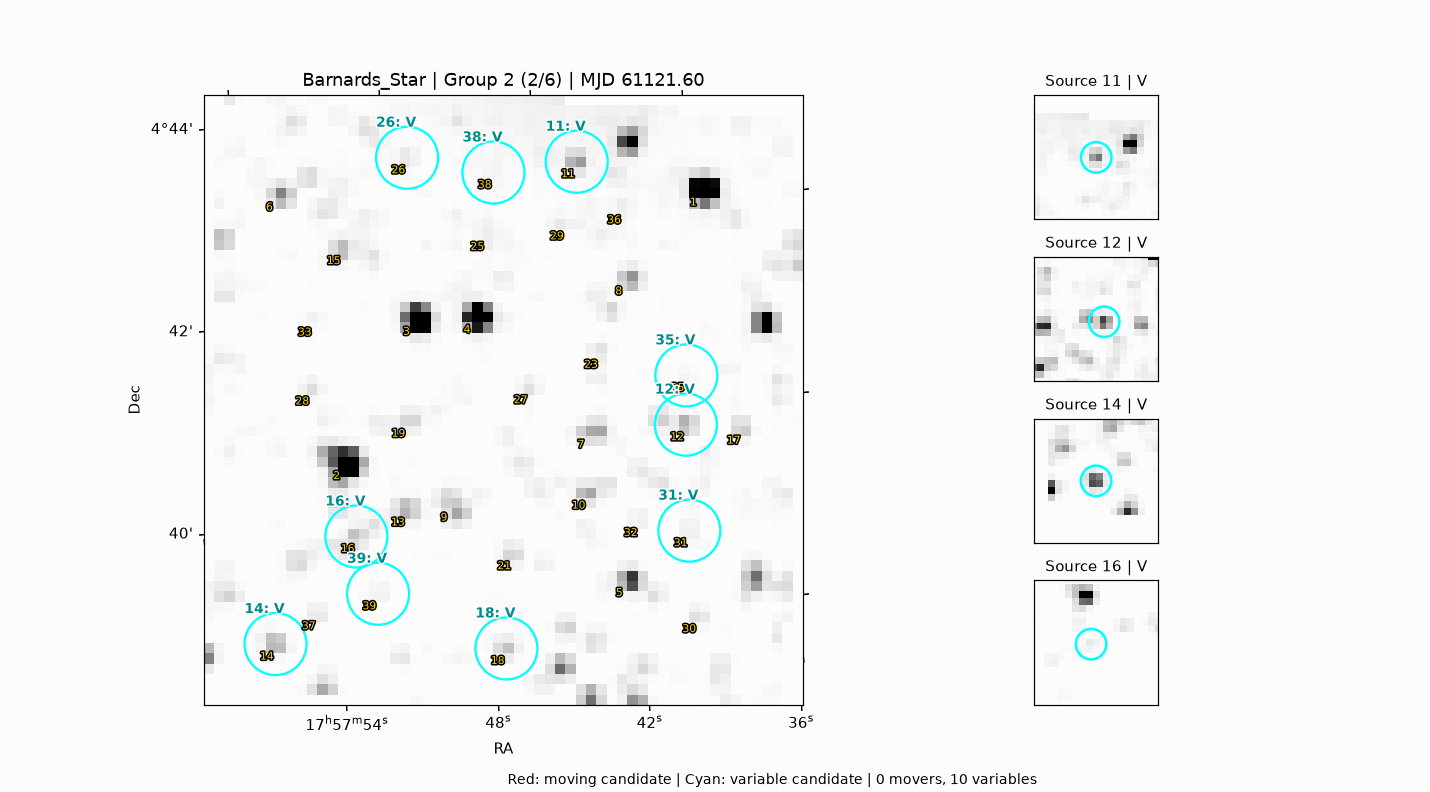 Barnards_Star | Group 2 (2/6) | MJD 61121.60
Source 11 | V
4°44'
26: V
38: V
11: V
26
38
11
1
6
36
29
25
15
8
Source 12 | V
42'
33
3
4
35: V
23
12: V
28
27
Source 14 | V
Dec
19
12
17
7
2
16: V
31: V
10
13
9
40'
32
31
16
39: V
21
Source 16 | V
5
39
14: V
18: V
37
30
14
18
17ʰ57ᵐ54ˢ
48ˢ
42ˢ
36ˢ
RA
Red: moving candidate | Cyan: variable candidate | 0 movers, 10 variables